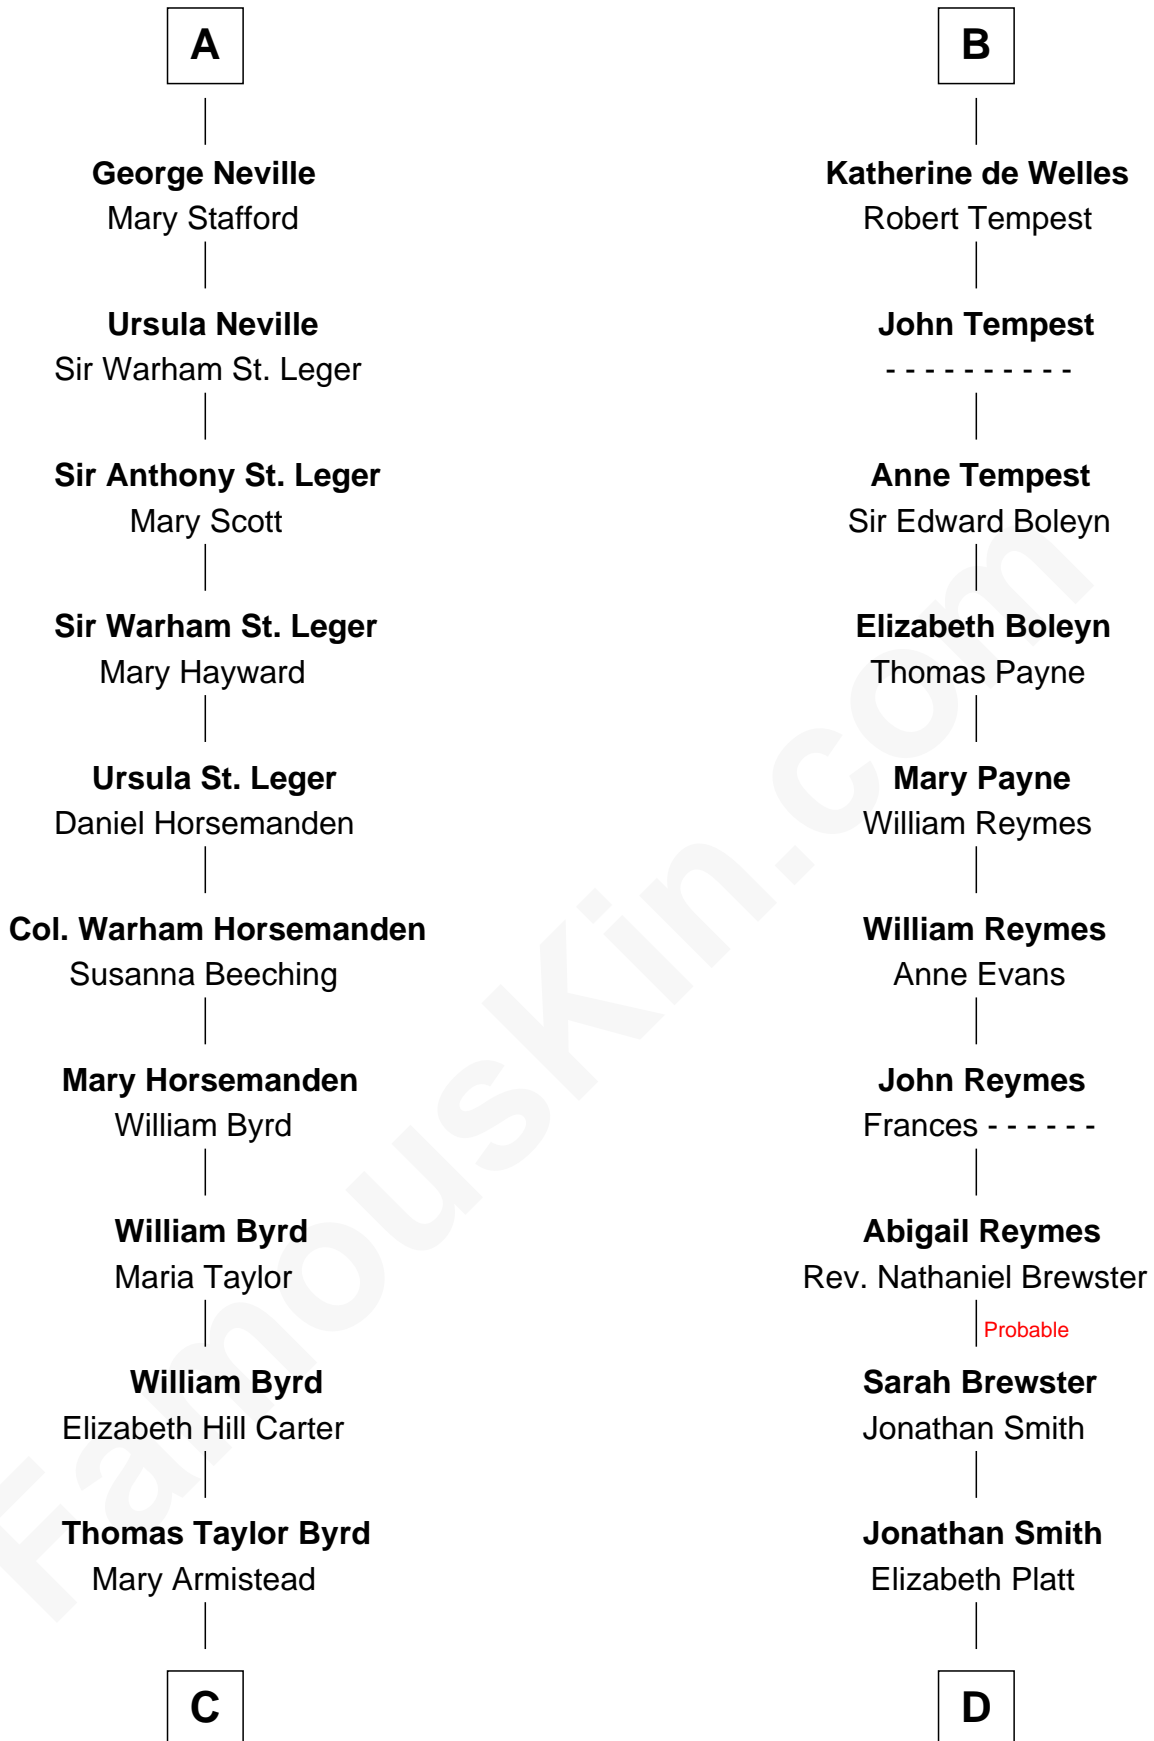 A
George Neville
Mary Stafford
Ursula Neville
Sir Warham St. Leger
Sir Anthony St. Leger
Mary Scott
Sir Warham St. Leger
Mary Hayward
Ursula St. Leger
Daniel Horsemanden
Col. Warham Horsemanden
Susanna Beeching
Mary Horsemanden
William Byrd
William Byrd
Maria Taylor
William Byrd
Elizabeth Hill Carter
Thomas Taylor Byrd
Mary Armistead
C
B
Katherine de Welles
Robert Tempest
John Tempest
- - - - - - - - - -
Anne Tempest
Sir Edward Boleyn
Elizabeth Boleyn
Thomas Payne
Mary Payne
William Reymes
William Reymes
Anne Evans
John Reymes
Frances - - - - - -
Abigail Reymes
Rev. Nathaniel Brewster
Probable
Sarah Brewster
Jonathan Smith
Jonathan Smith
Elizabeth Platt
D
FamousKin.com